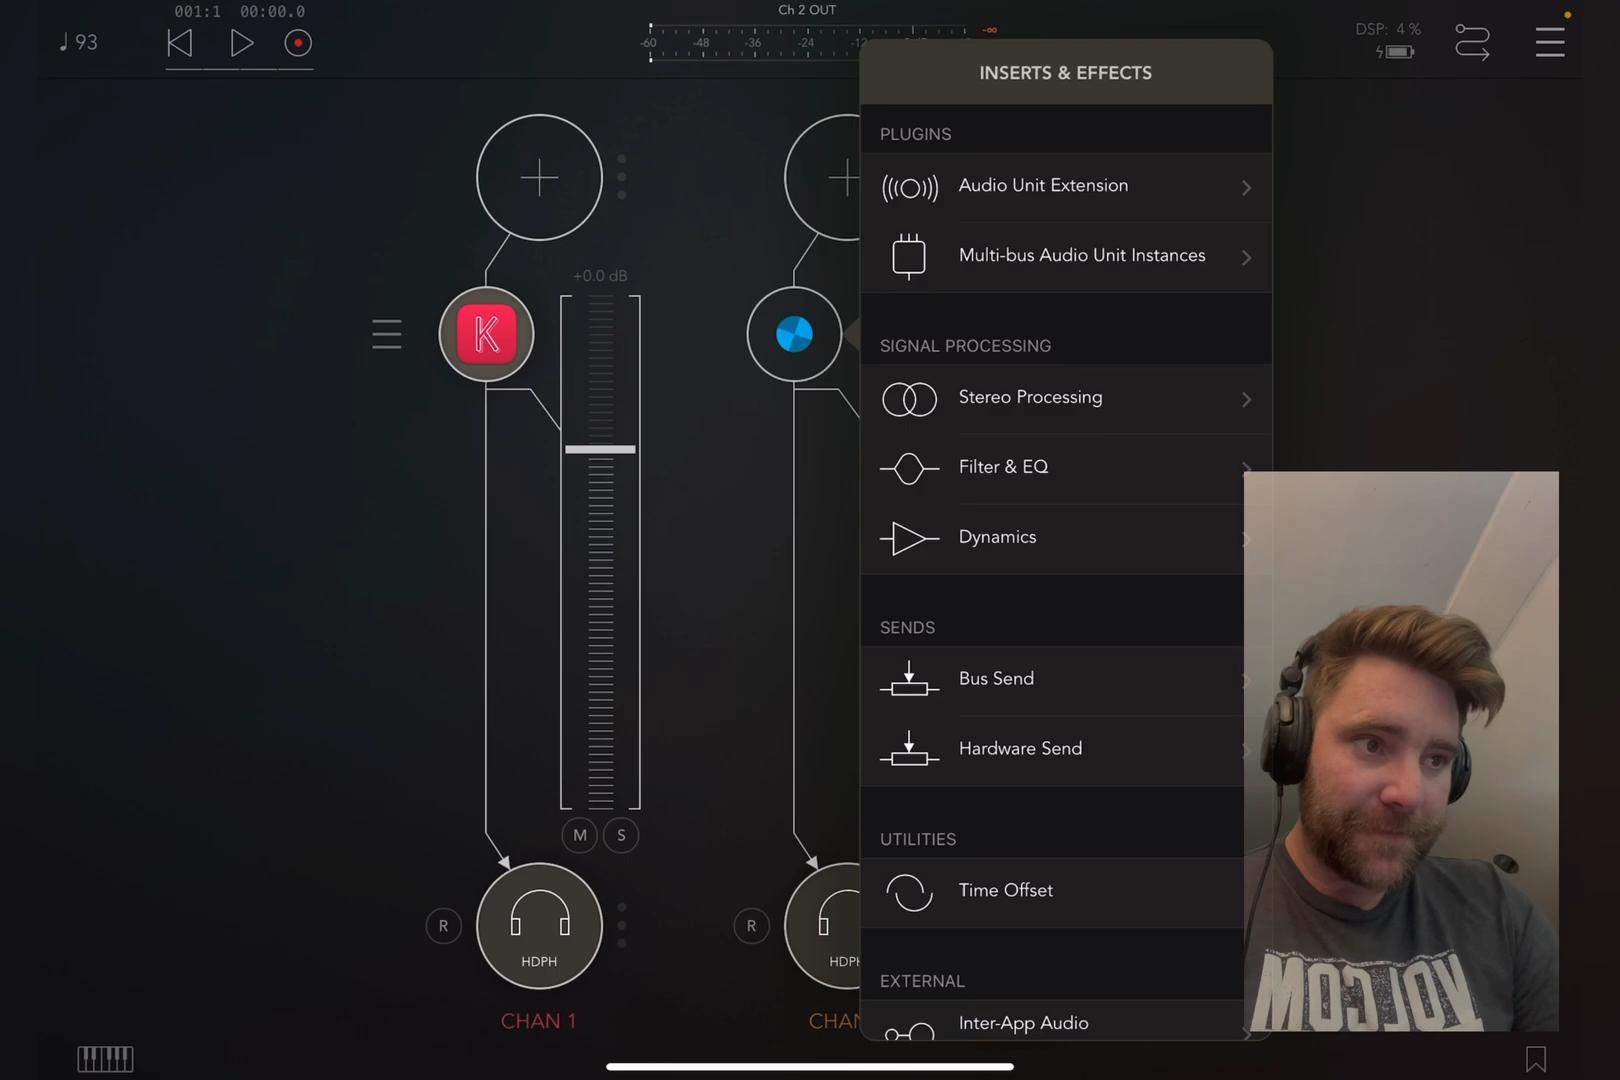 001:1 00:00.0
93
Ch 2 OUT
-60 -48 -36 -24 -12
-∞
DSP: 4 %
INSERTS & EFFECTS
PLUGINS
Audio Unit Extension
Multi-bus Audio Unit Instances
SIGNAL PROCESSING
Stereo Processing
Filter & EQ
Dynamics
SENDS
Bus Send
Hardware Send
UTILITIES
Time Offset
EXTERNAL
Inter-App Audio
+0.0 dB
K
M S
R
HDPH
CHAN 1
R
HDPH
CHAN